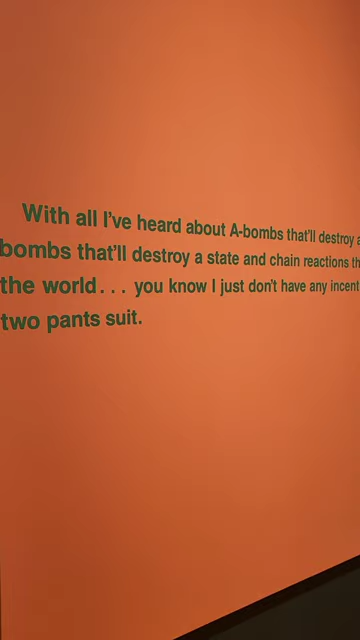 With all I've heard about A-bombs that'll destroy a
bombs that'll destroy a state and chain reactions th
the world... you know I just don't have any incent
two pants suit.